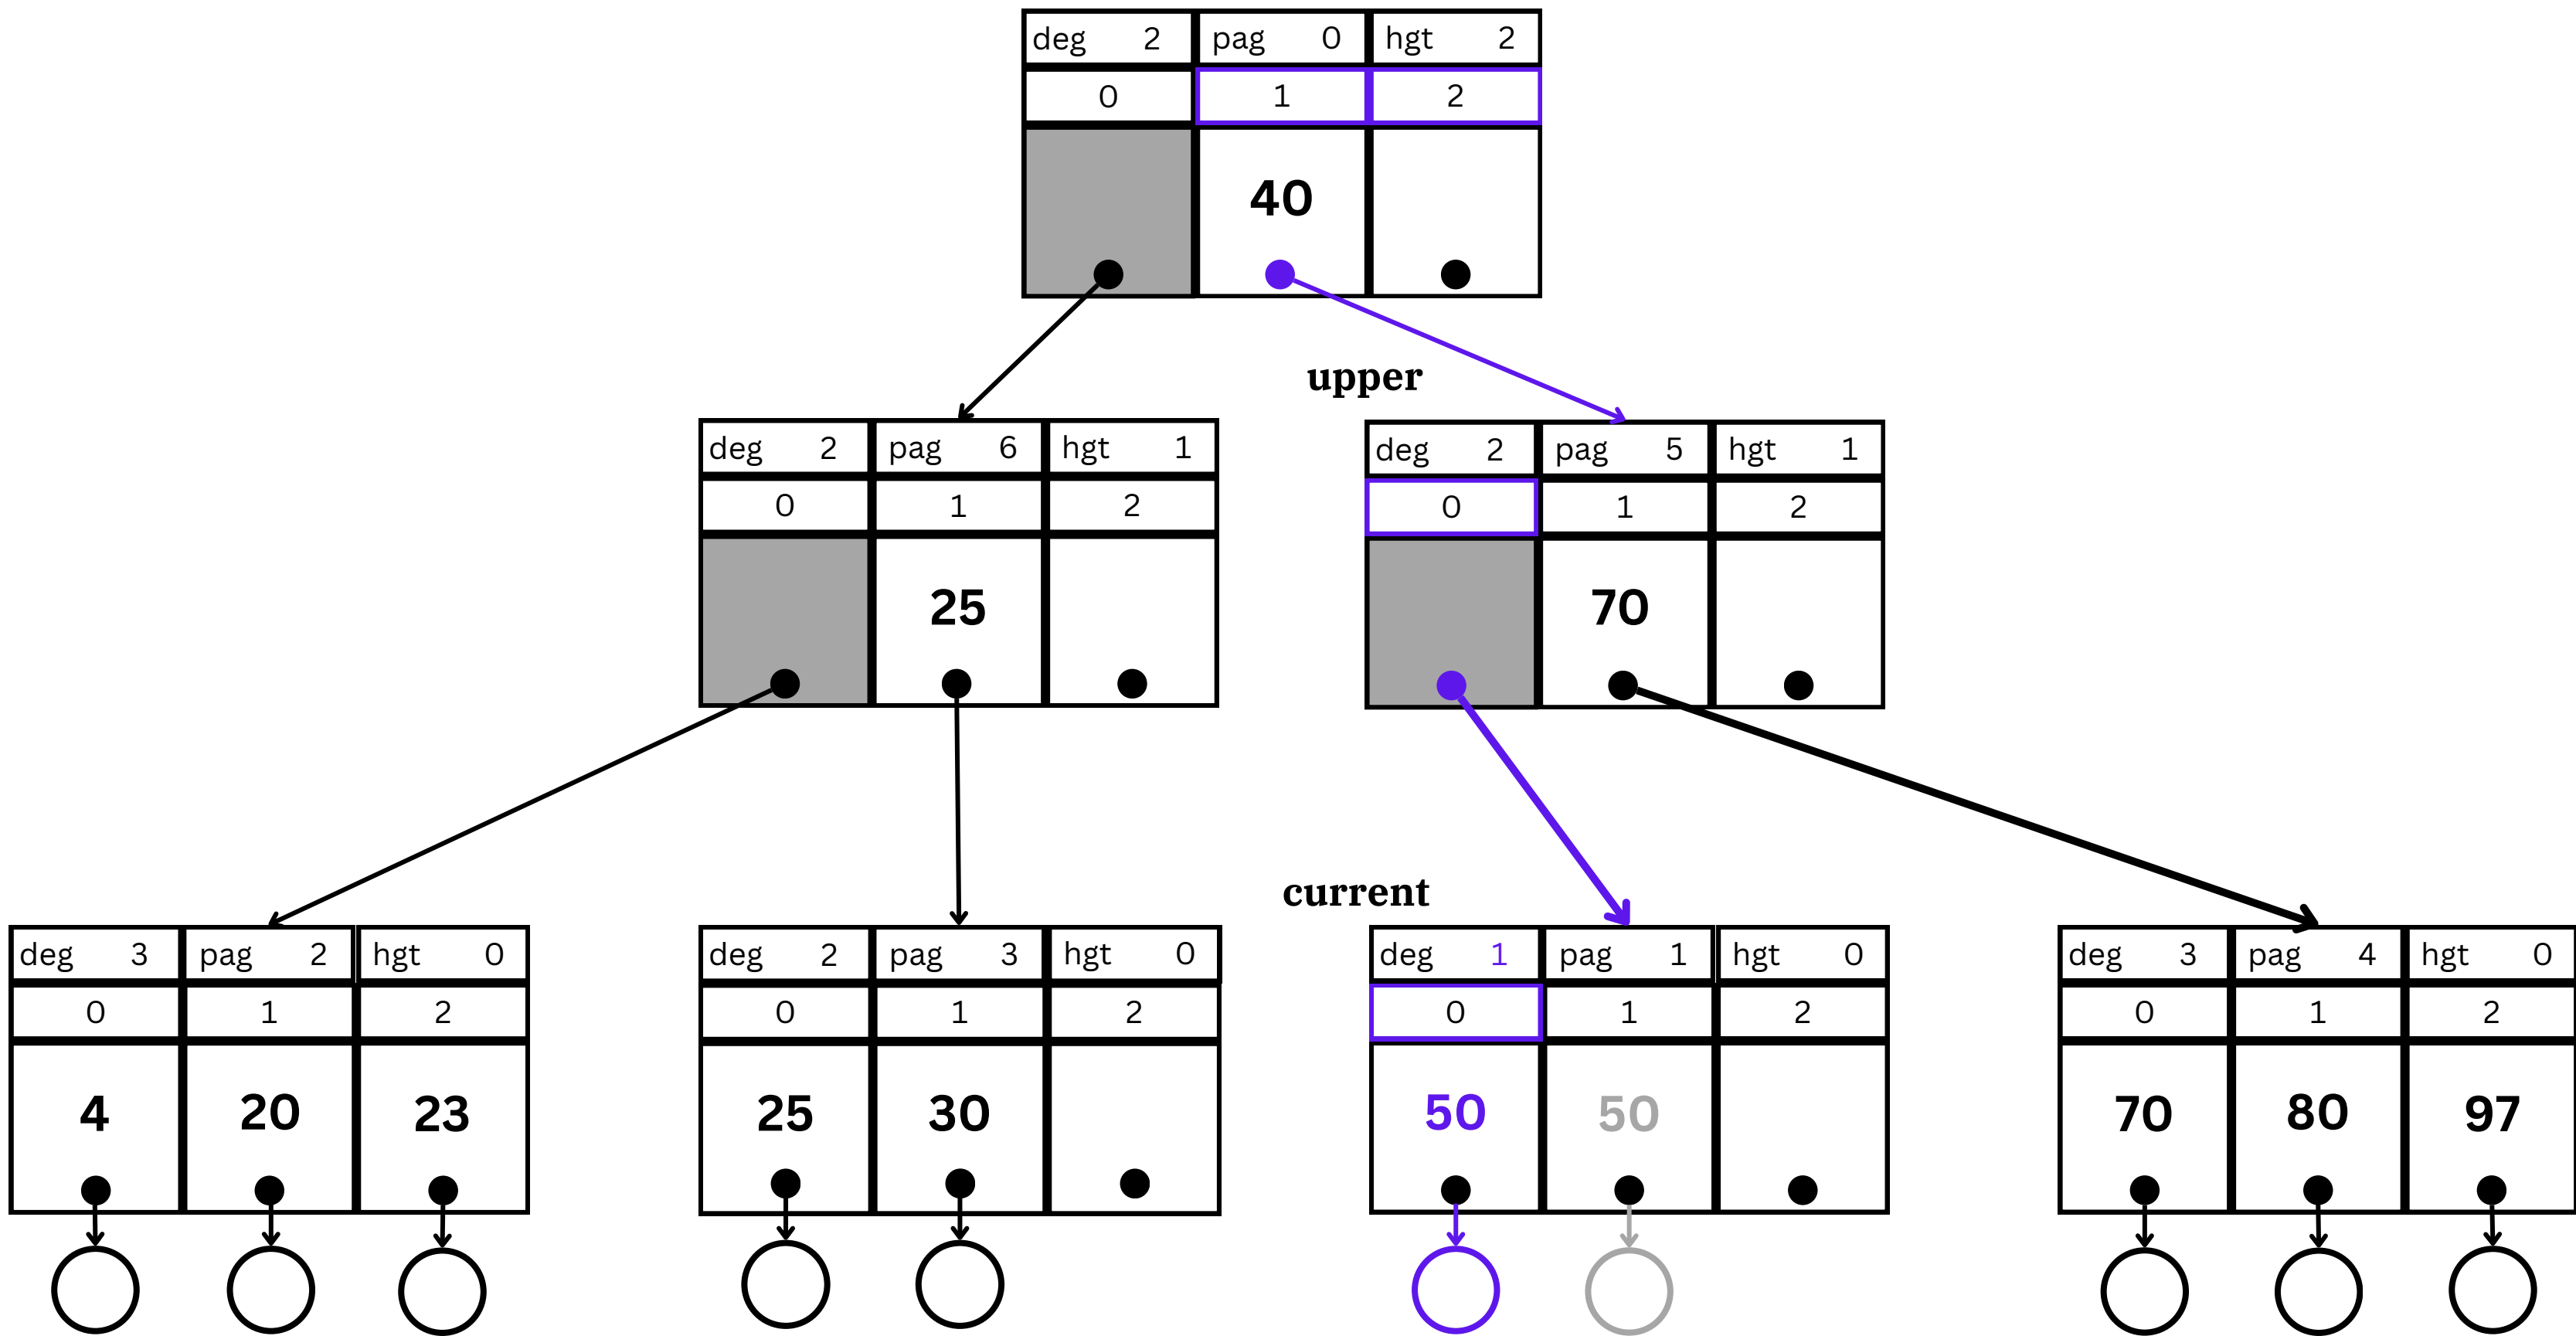 deg 2 pag 0 hgt 2
0 1 2
40
upper
deg 2 pag 6 hgt 1
0 1 2
25
deg 2 pag 5 hgt 1
0 1 2
70
current
deg 3 pag 2 hgt 0
0 1 2
4 20 23
deg 2 pag 3 hgt 0
0 1 2
25 30
deg 1 pag 1 hgt 0
0 1 2
50 50
deg 3 pag 4 hgt 0
0 1 2
70 80 97